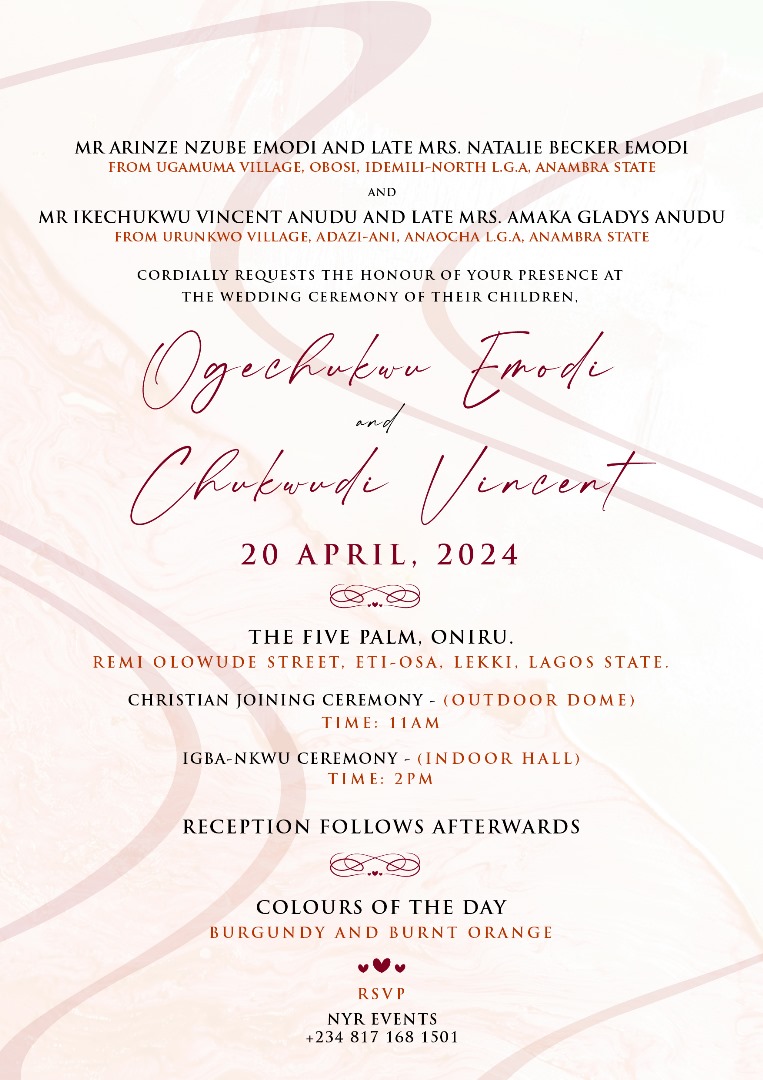 MR ARINZE NZUBE EMODI AND LATE MRS. NATALIE BECKER EMODI
FROM UGAMUMA VILLAGE, OBOSI, IDEMILI-NORTH L.G.A, ANAMBRA STATE
AND
MR IKECHUKWU VINCENT ANUDU AND LATE MRS. AMAKA GLADYS ANUDU
FROM URUNKWO VILLAGE, ADAZI-ANI, ANAOCHA L.G.A, ANAMBRA STATE
CORDIALLY REQUESTS THE HONOUR OF YOUR PRESENCE AT
THE WEDDING CEREMONY OF THEIR CHILDREN,
Ogechukwu Emodi
and
Chukwudi Vincent
20 APRIL, 2024
THE FIVE PALM, ONIRU.
REMI OLOWUDE STREET, ETI-OSA, LEKKI, LAGOS STATE.
CHRISTIAN JOINING CEREMONY - (OUTDOOR DOME)
TIME: 11AM
IGBA-NKWU CEREMONY - (INDOOR HALL)
TIME: 2PM
RECEPTION FOLLOWS AFTERWARDS
COLOURS OF THE DAY
BURGUNDY AND BURNT ORANGE
RSVP
NYR EVENTS
+234 817 168 1501